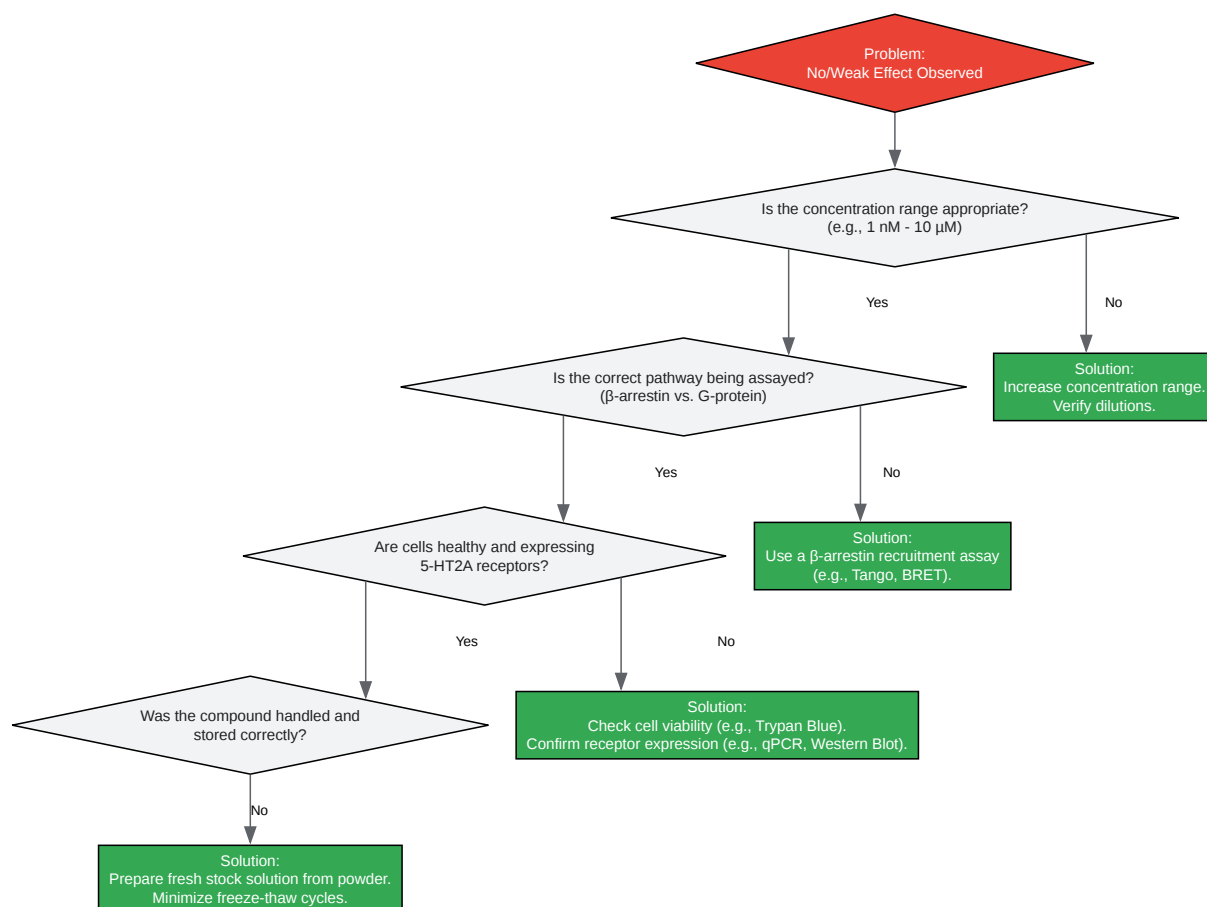 Problem:
No/Weak Effect Observed
Is the concentration range appropriate?
(e.g., 1 nM - 10 µM)
Yes
No
Solution:
Increase concentration range.
Verify dilutions.
Is the correct pathway being assayed?
(β-arrestin vs. G-protein)
Yes
No
Solution:
Use a β-arrestin recruitment assay
(e.g., Tango, BRET).
Are cells healthy and expressing
5-HT2A receptors?
Yes
No
Solution:
Check cell viability (e.g., Trypan Blue).
Confirm receptor expression (e.g., qPCR, Western Blot).
Was the compound handled and
stored correctly?
No
Solution:
Prepare fresh stock solution from powder.
Minimize freeze-thaw cycles.